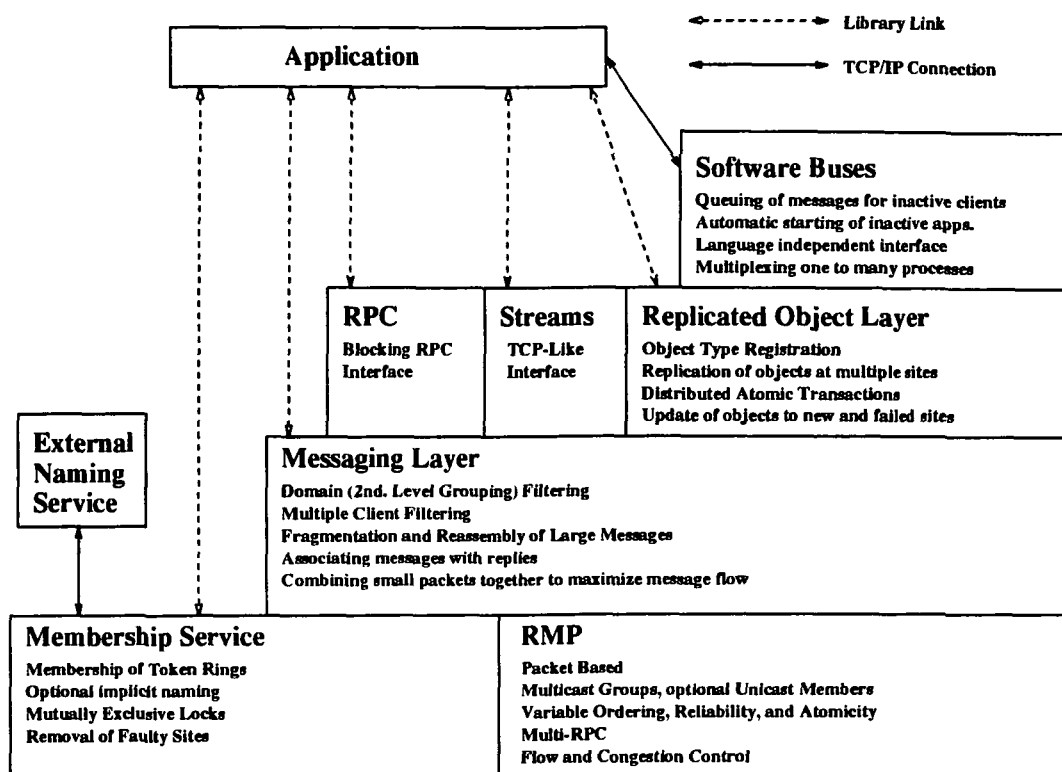 Library Link
TCP/IP Connection
Application
Software Buses
Queuing of messages for inactive clients
Automatic starting of inactive apps.
Language independent interface
Multiplexing one to many processes
RPC
Blocking RPC
Interface
Streams
TCP-Like
Interface
Replicated Object Layer
Object Type Registration
Replication of objects at multiple sites
Distributed Atomic Transactions
Update of objects to new and failed sites
External
Naming
Service
Messaging Layer
Domain (2nd. Level Grouping) Filtering
Multiple Client Filtering
Fragmentation and Reassembly of Large Messages
Associating messages with replies
Combining small packets together to maximize message flow
Membership Service
Membership of Token Rings
Optional implicit naming
Mutually Exclusive Locks
Removal of Faulty Sites
RMP
Packet Based
Multicast Groups, optional Unicast Members
Variable Ordering, Reliability, and Atomicity
Multi-RPC
Flow and Congestion Control